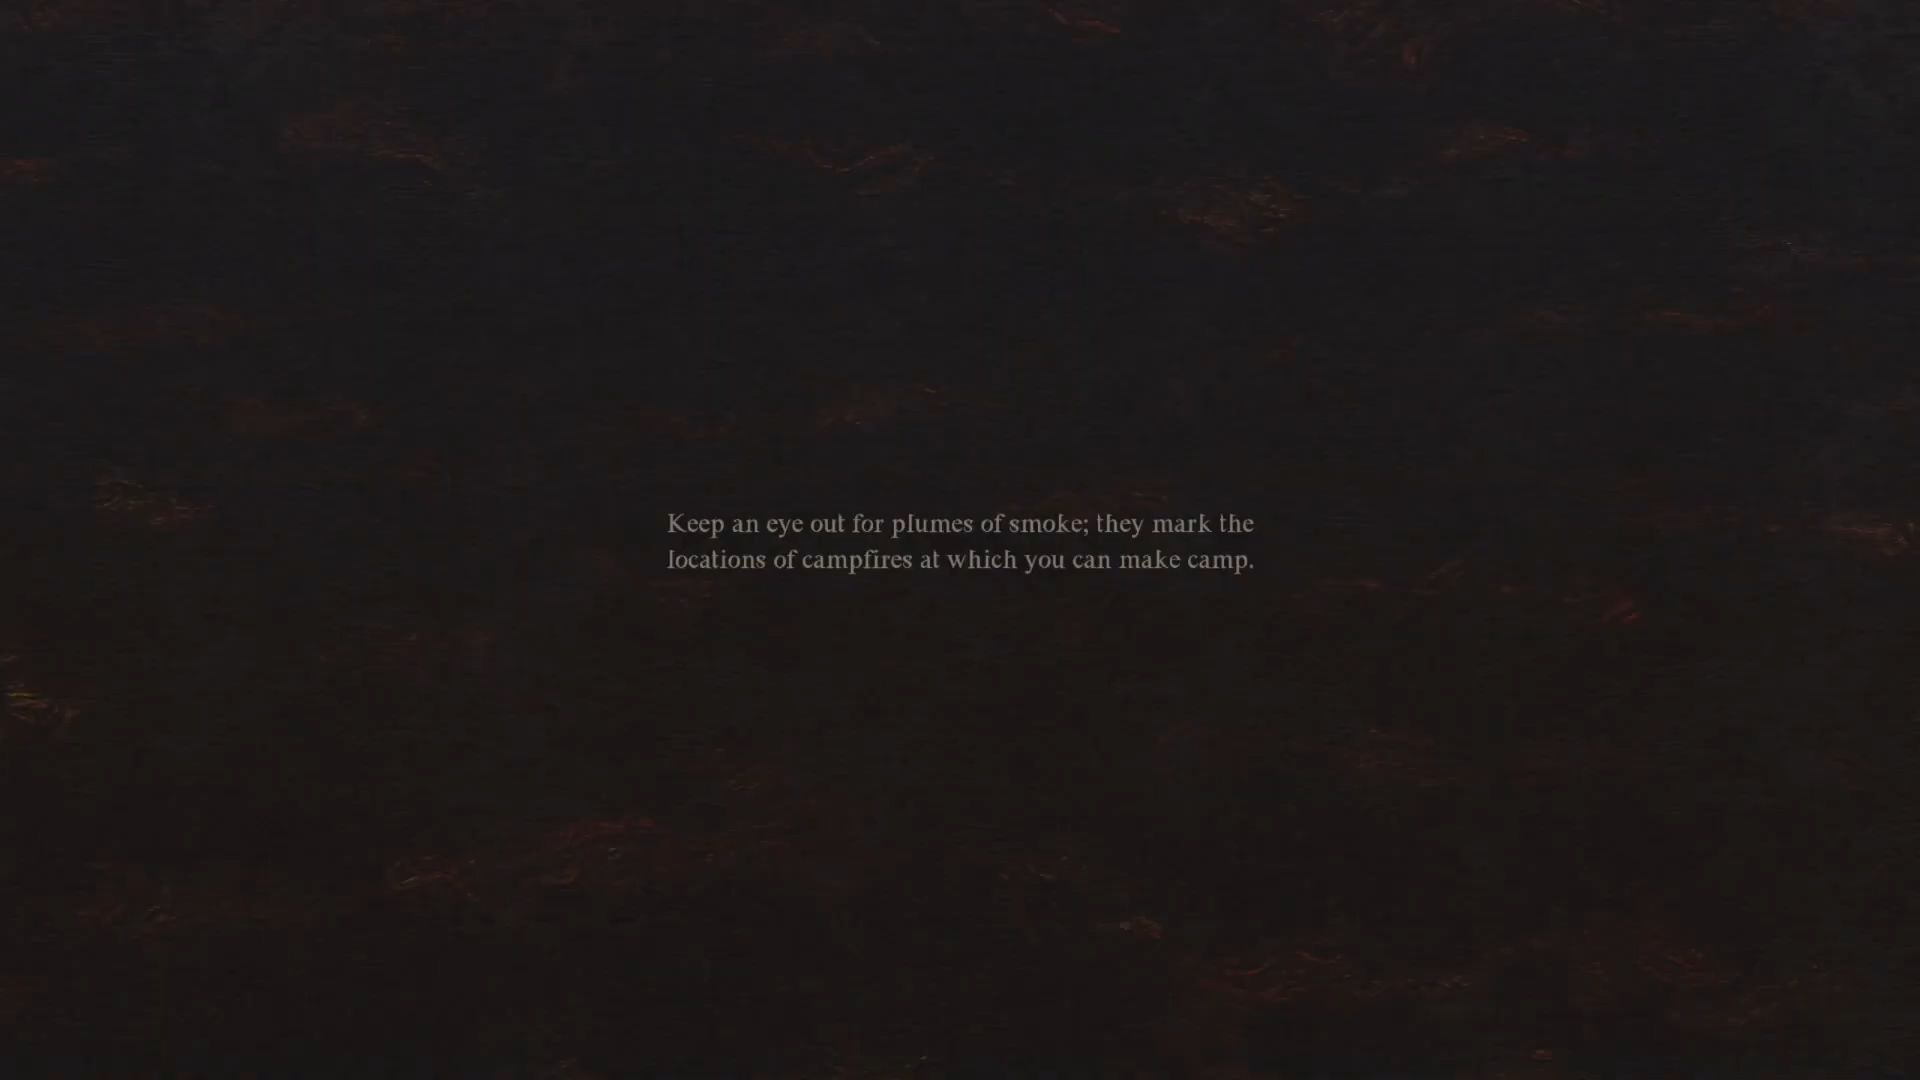 Keep an eye out for plumes of smoke; they mark the
locations of campfires at which you can make camp.